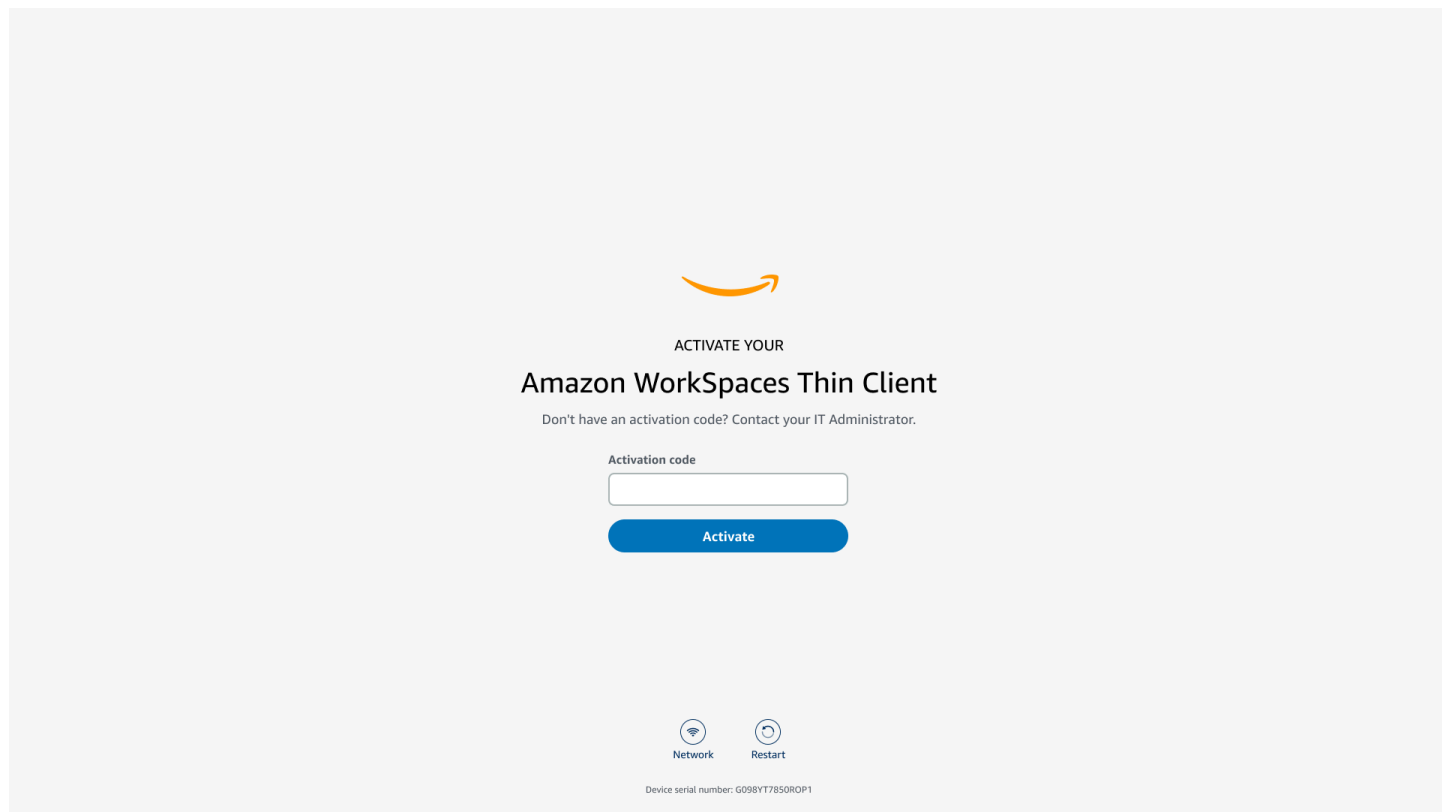 ACTIVATE YOUR
Amazon WorkSpaces Thin Client
Don't have an activation code? Contact your IT Administrator.
Activation code
Activate
Network Restart
Device serial number: G098YT7850ROP1